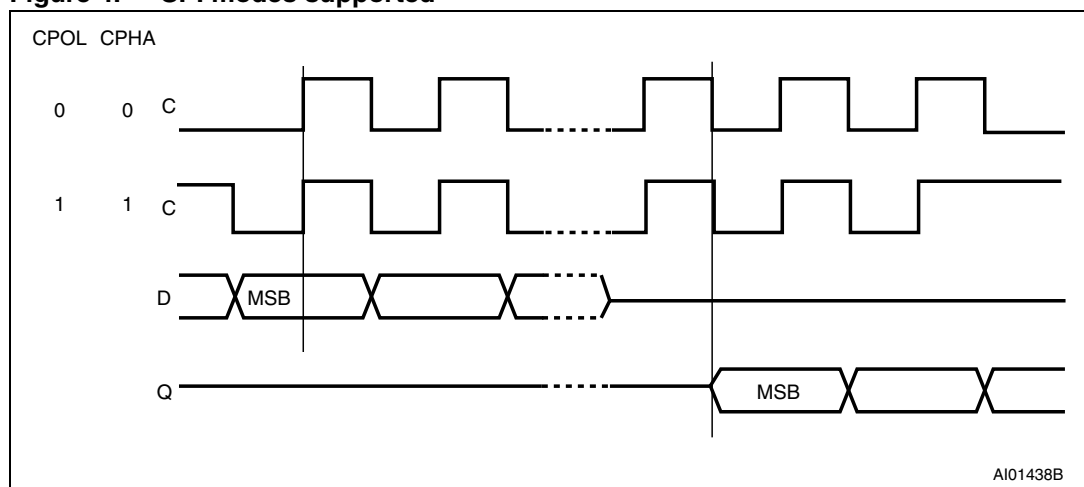 Figure 4. SPI modes supported
CPOL CPHA
0 0 C
1 1 C
D MSB
Q MSB
AI01438B